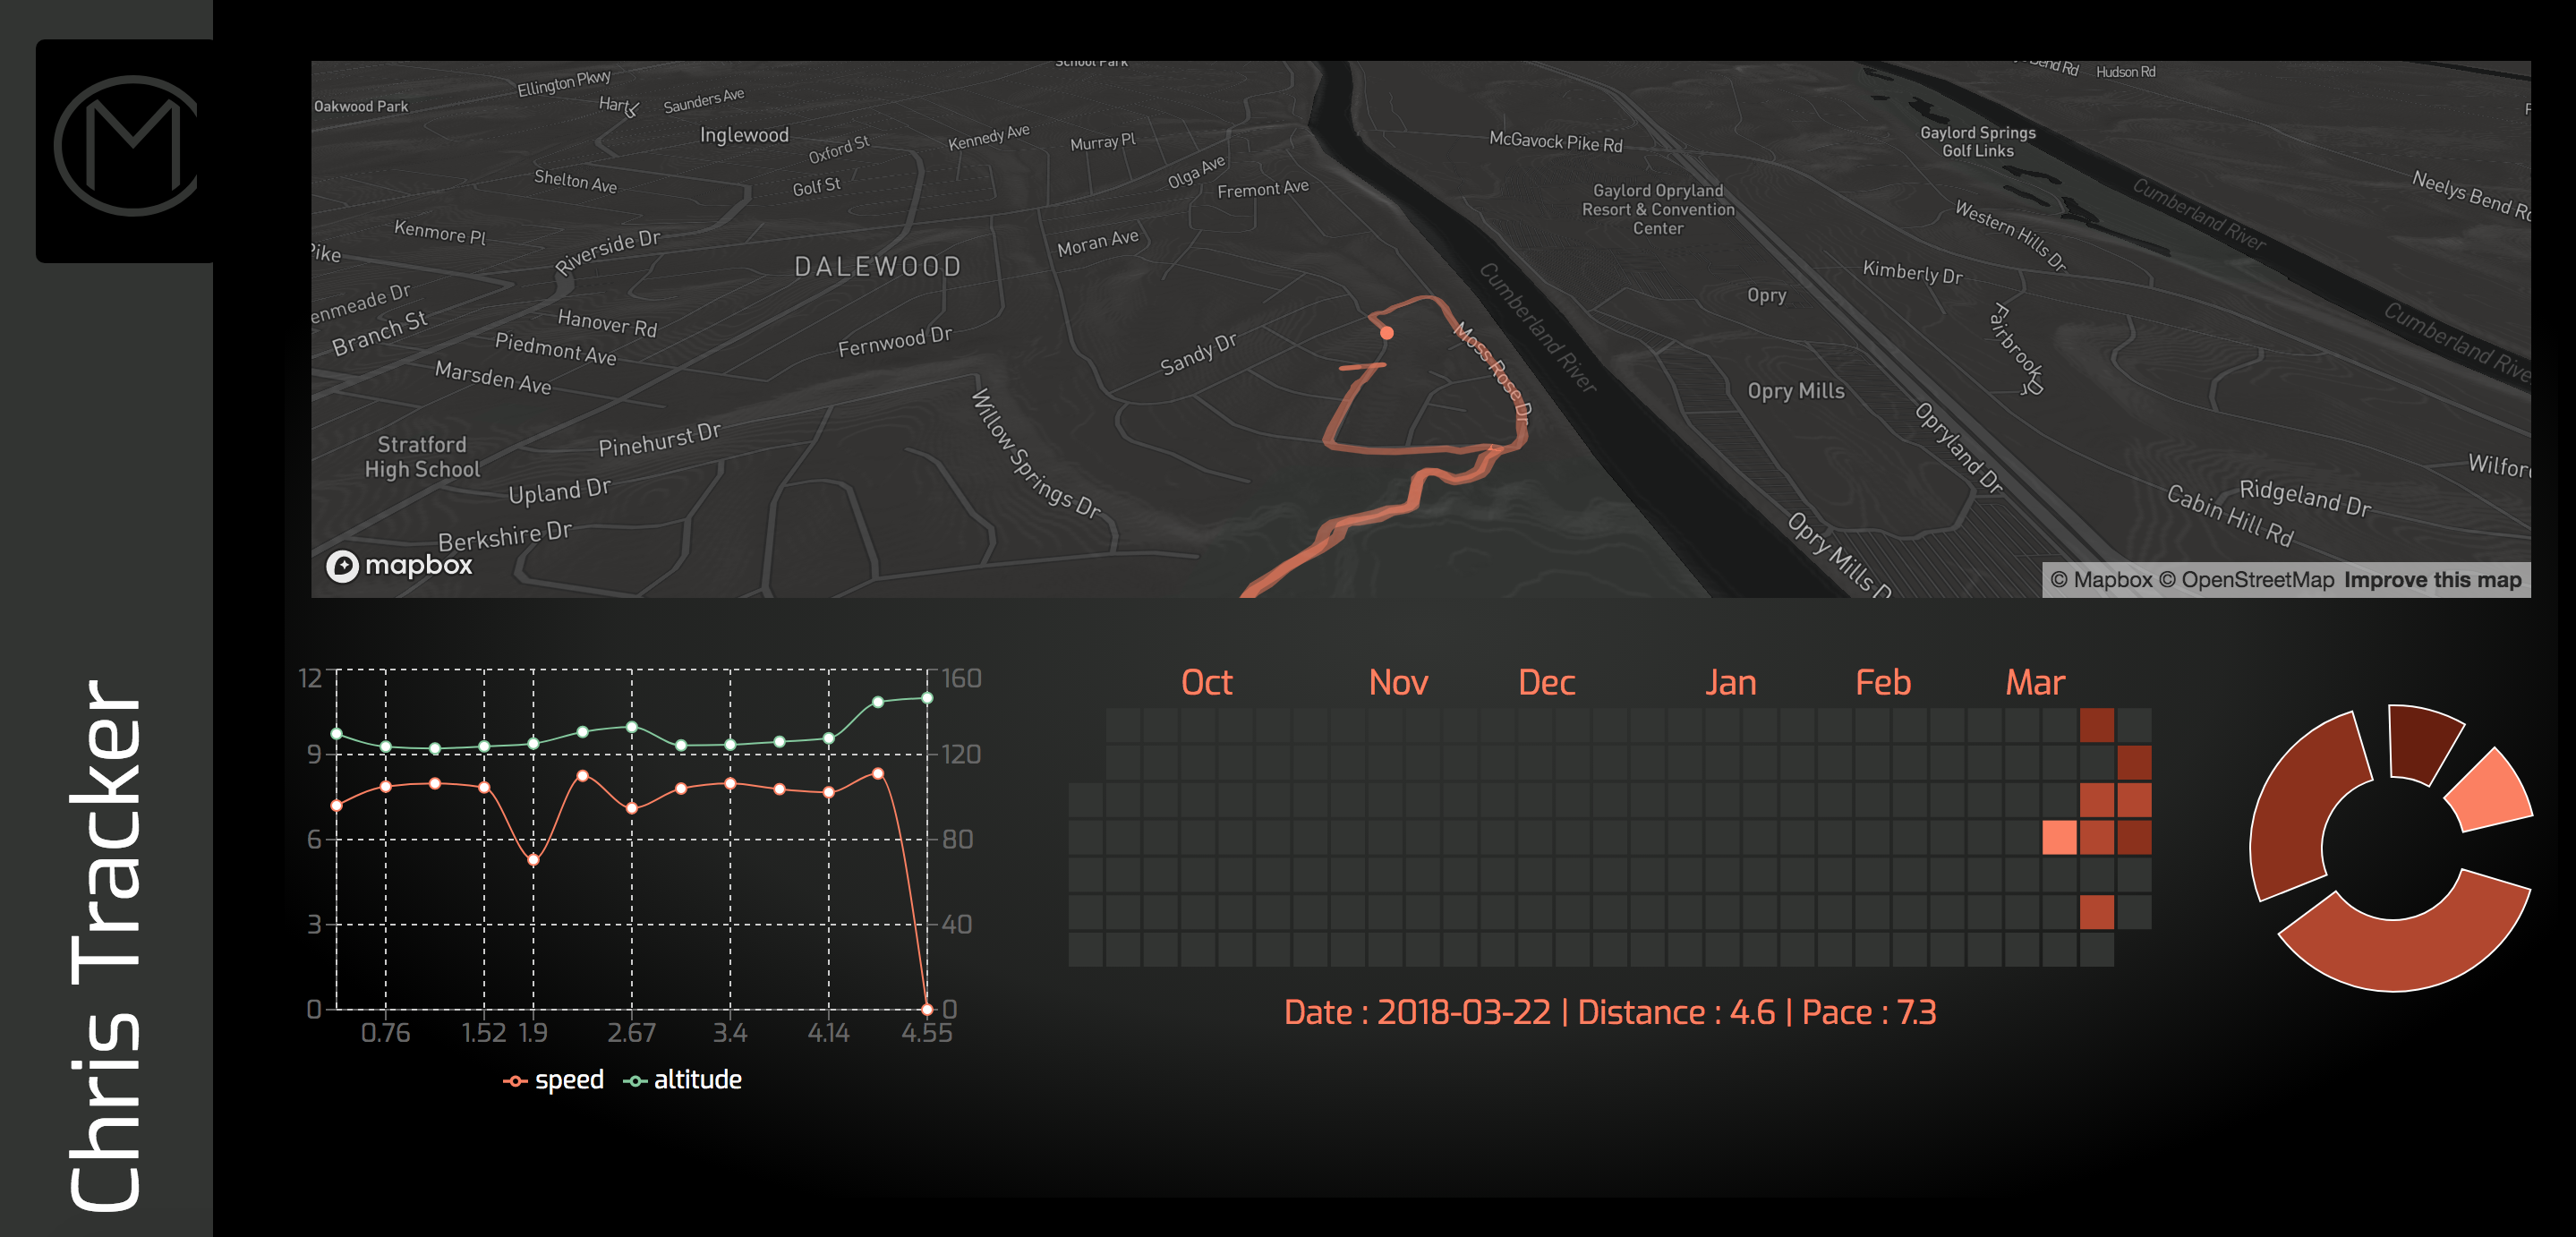 Chris Tracker
School Park
Ellington Pkwy
Oakwood Park
Hart
Saunders Ave
Inglewood
Oxford St
Kennedy Ave
Murray Pl
Olga Ave
Fremont Ave
McGavock Pike Rd
Hudson Rd
Gaylord Springs
Golf Links
Shelton Ave
Golf St
Gaylord Opryland
Resort & Convention
Center
Cumberland River
Neelys Bend Rd
Western Hills Dr
Kenmore Pl
Riverside Dr
Moran Ave
DALEWOOD
Kimberly Dr
Opry
Cumberland River
Branch St
Hanover Rd
Piedmont Ave
Fernwood Dr
Sandy Dr
Moss Rose Dr
Fairbrook
Cumberland River
Marsden Ave
Opry Mills
Willow Springs Dr
Opryland Dr
Stratford
High School
Pinehurst Dr
Upland Dr
Berkshire Dr
Ridgeland Dr
Cabin Hill Rd
Opry Mills D
mapbox
© Mapbox © OpenStreetMap Improve this map
12
9
6
3
0
160
120
80
40
0
0.76 1.52 1.9 2.67 3.4 4.14 4.55
speed altitude
Oct Nov Dec Jan Feb Mar
Date : 2018-03-22 | Distance : 4.6 | Pace : 7.3